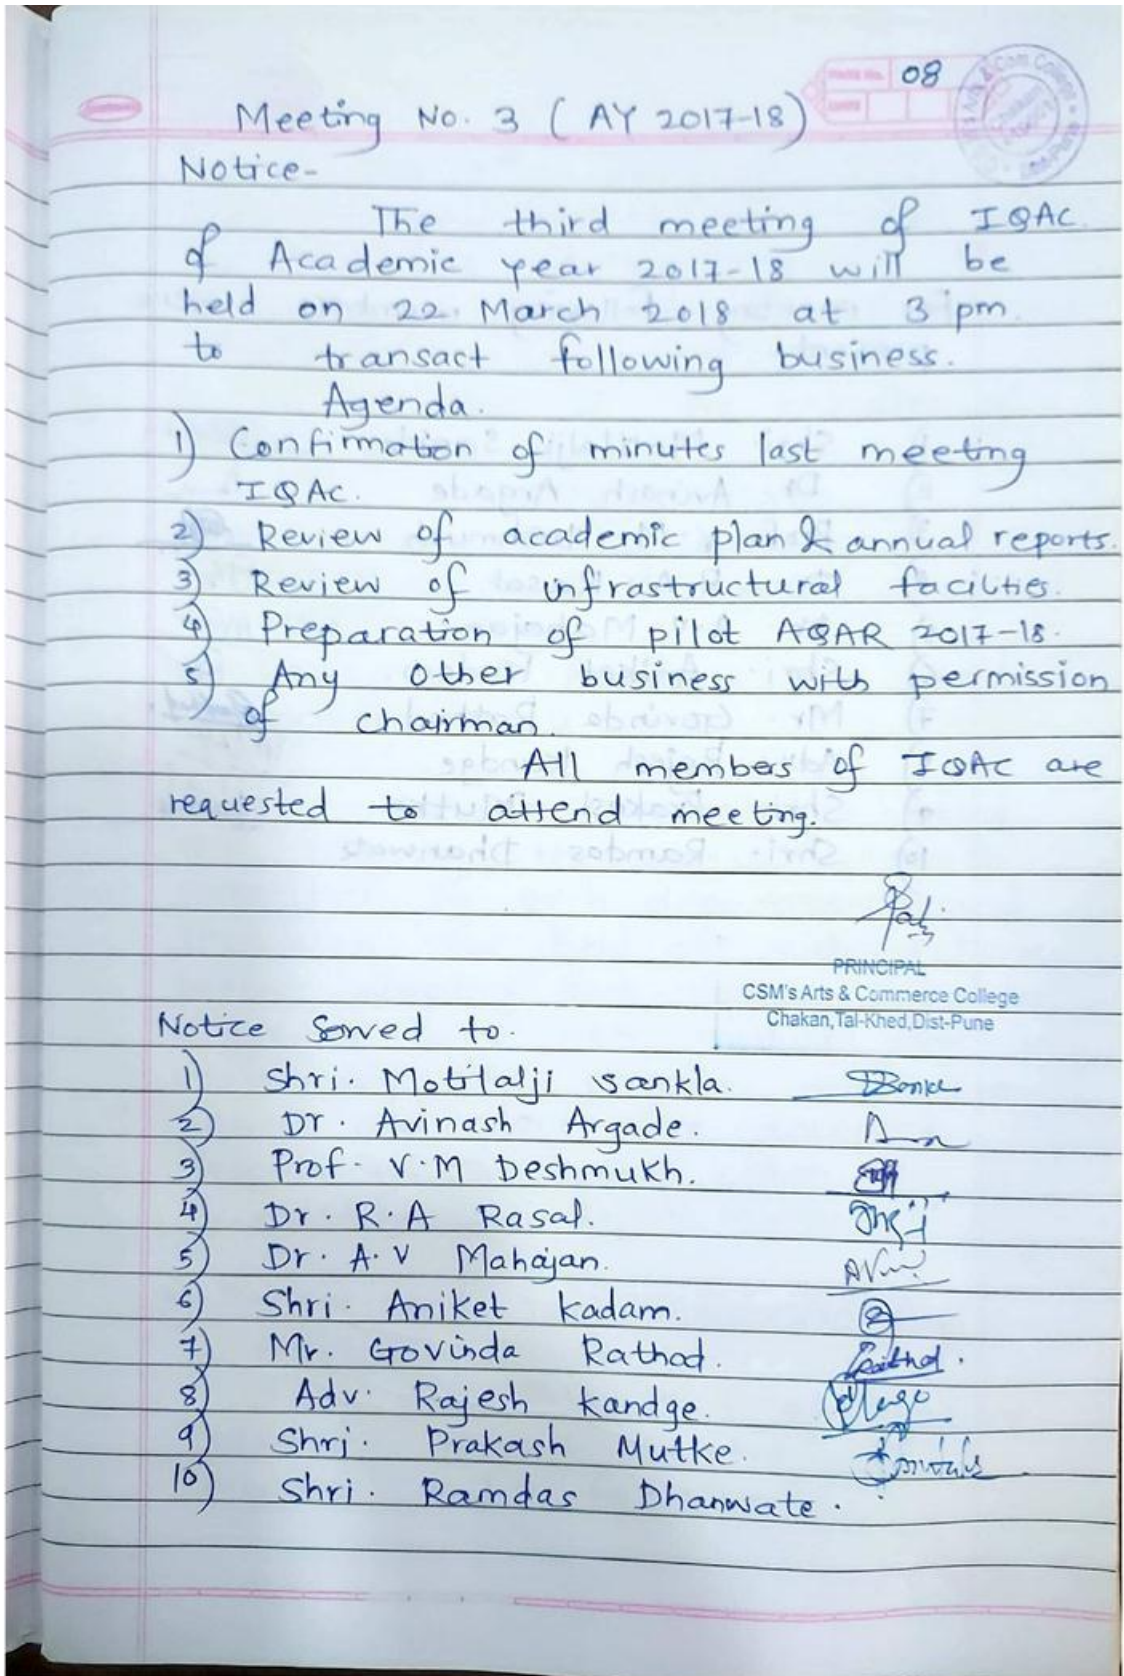 PAGE No. 08
DATE
Meeting No. 3 (AY 2017-18)
Notice-
The third meeting of IQAC
of Academic year 2017-18 will be
held on 22 March 2018 at 3 pm
to transact following business.
Agenda.
1) Confirmation of minutes last meeting
IQAC.
2) Review of academic plan & annual reports.
3) Review of infrastructural facilities.
4) Preparation of pilot AQAR 2017-18.
5) Any other business with permission
of chairman.
All members of IQAC are
requested to attend meeting.
PRINCIPAL
CSM's Arts & Commerce College
Chakan, Tal-Khed, Dist-Pune
Notice Served to.
1) Shri. Motilalji Sankla.
2) Dr. Avinash Argade.
3) Prof. V.M Deshmukh.
4) Dr. R.A Rasal.
5) Dr. A.V Mahajan.
6) Shri. Aniket Kadam.
7) Mr. Govinda Rathod. Rathod.
8) Adv. Rajesh Kandge.
9) Shri. Prakash Mutke.
10) Shri. Ramdas Dhanwate.